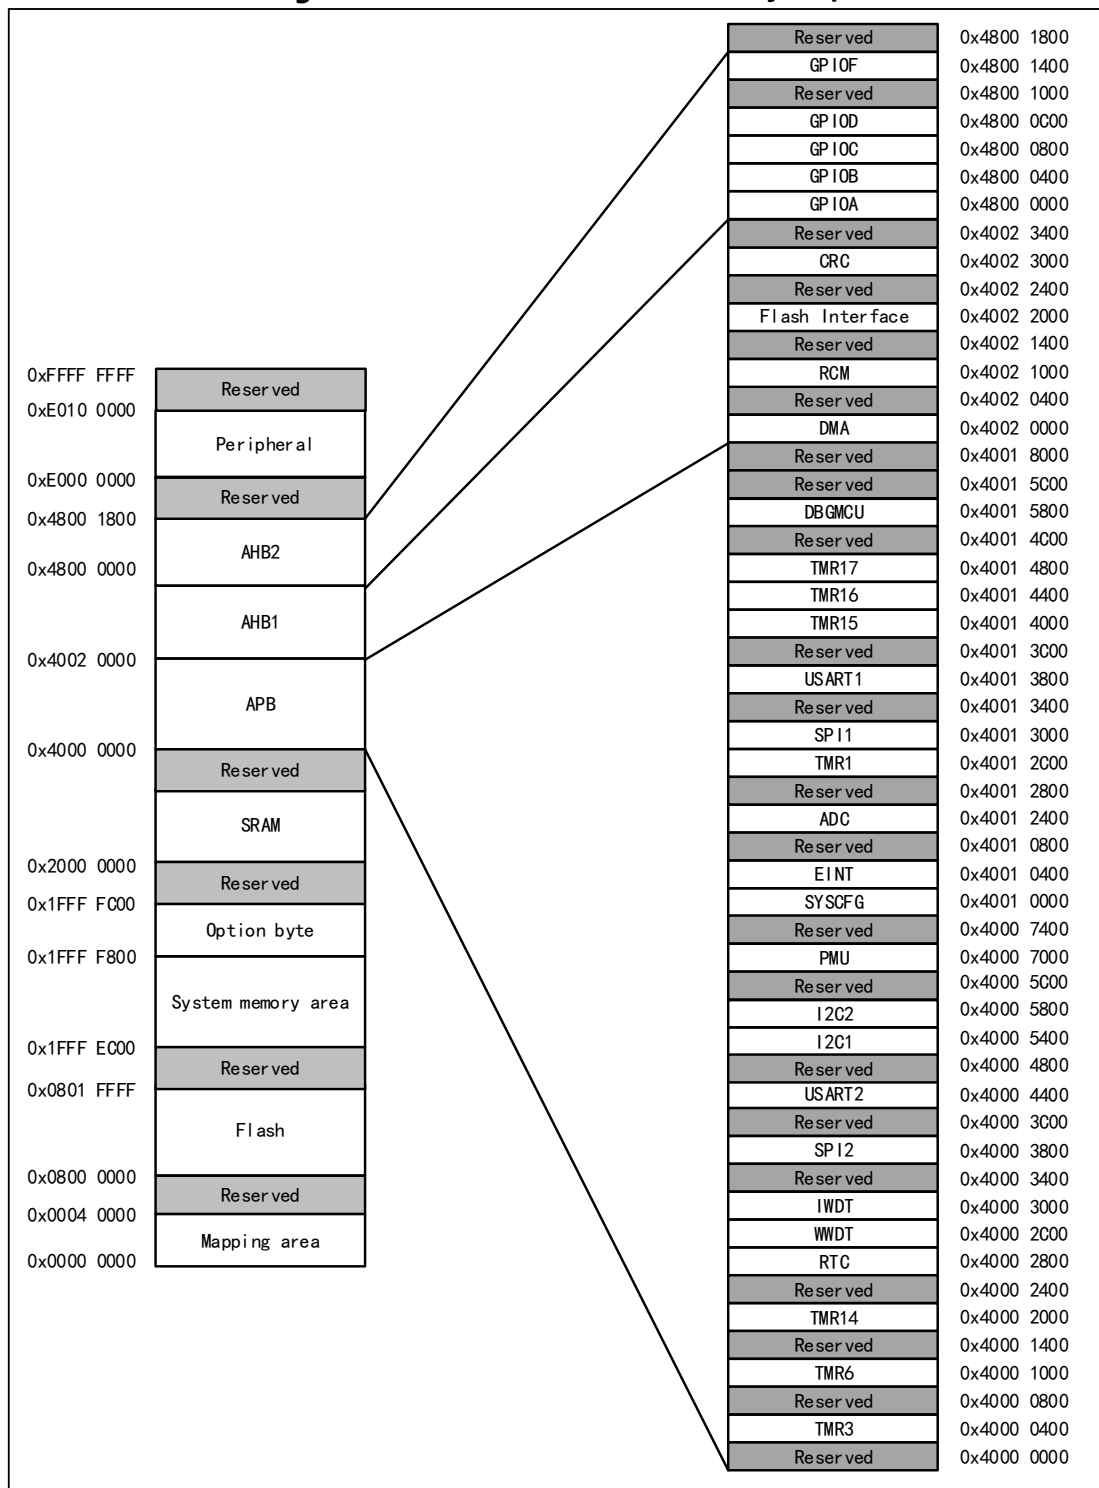 0xFFFF FFFF
Reserved
0xE010 0000
Peripheral
0xE000 0000
Reserved
0x4800 1800
AHB2
0x4800 0000
AHB1
0x4002 0000
APB
0x4000 0000
Reserved
SRAM
0x2000 0000
Reserved
0x1FFF FC00
Option byte
0x1FFF F800
System memory area
0x1FFF EC00
Reserved
0x0801 FFFF
Flash
0x0800 0000
Reserved
0x0004 0000
Mapping area
0x0000 0000
Reserved 0x4800 1800
GPIOF 0x4800 1400
Reserved 0x4800 1000
GPIOD 0x4800 0C00
GPIOC 0x4800 0800
GPIOB 0x4800 0400
GPIOA 0x4800 0000
Reserved 0x4002 3400
CRC 0x4002 3000
Reserved 0x4002 2400
Flash Interface 0x4002 2000
Reserved 0x4002 1400
RCM 0x4002 1000
Reserved 0x4002 0400
DMA 0x4002 0000
Reserved 0x4001 8000
Reserved 0x4001 5C00
DBGMCU 0x4001 5800
Reserved 0x4001 4C00
TMR17 0x4001 4800
TMR16 0x4001 4400
TMR15 0x4001 4000
Reserved 0x4001 3C00
USART1 0x4001 3800
Reserved 0x4001 3400
SPI1 0x4001 3000
TMR1 0x4001 2C00
Reserved 0x4001 2800
ADC 0x4001 2400
Reserved 0x4001 0800
EINT 0x4001 0400
SYSCFG 0x4001 0000
Reserved 0x4000 7400
PMU 0x4000 7000
Reserved 0x4000 5C00
I2C2 0x4000 5800
I2C1 0x4000 5400
Reserved 0x4000 4800
USART2 0x4000 4400
Reserved 0x4000 3C00
SPI2 0x4000 3800
Reserved 0x4000 3400
IWDT 0x4000 3000
WWDT 0x4000 2C00
RTC 0x4000 2800
Reserved 0x4000 2400
TMR14 0x4000 2000
Reserved 0x4000 1400
TMR6 0x4000 1000
Reserved 0x4000 0800
TMR3 0x4000 0400
Reserved 0x4000 0000